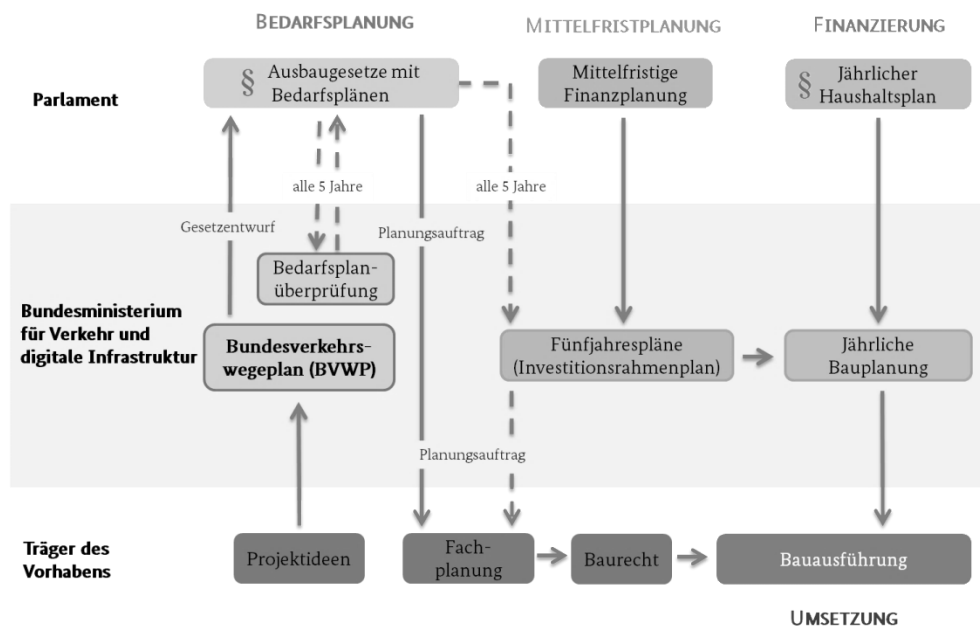 BEDARFSPLANUNG
MITTELFRISTPLANUNG
FINANZIERUNG
Parlament
§ Ausbaugesetze mit
Bedarfsplänen
Mittelfristige
Finanzplanung
§ Jährlicher
Haushaltsplan
alle 5 Jahre
alle 5 Jahre
Gesetzentwurf
Planungsauftrag
Bedarfsplan-
überprüfung
Bundesministerium
für Verkehr und
digitale Infrastruktur
Bundesverkehrs-
wegeplan (BVWP)
Fünfjahrespläne
(Investitionsrahmenplan)
Jährliche
Bauplanung
Planungsauftrag
Träger des
Vorhabens
Projektideen
Fach-
planung
Baurecht
Bauausführung
UMSETZUNG